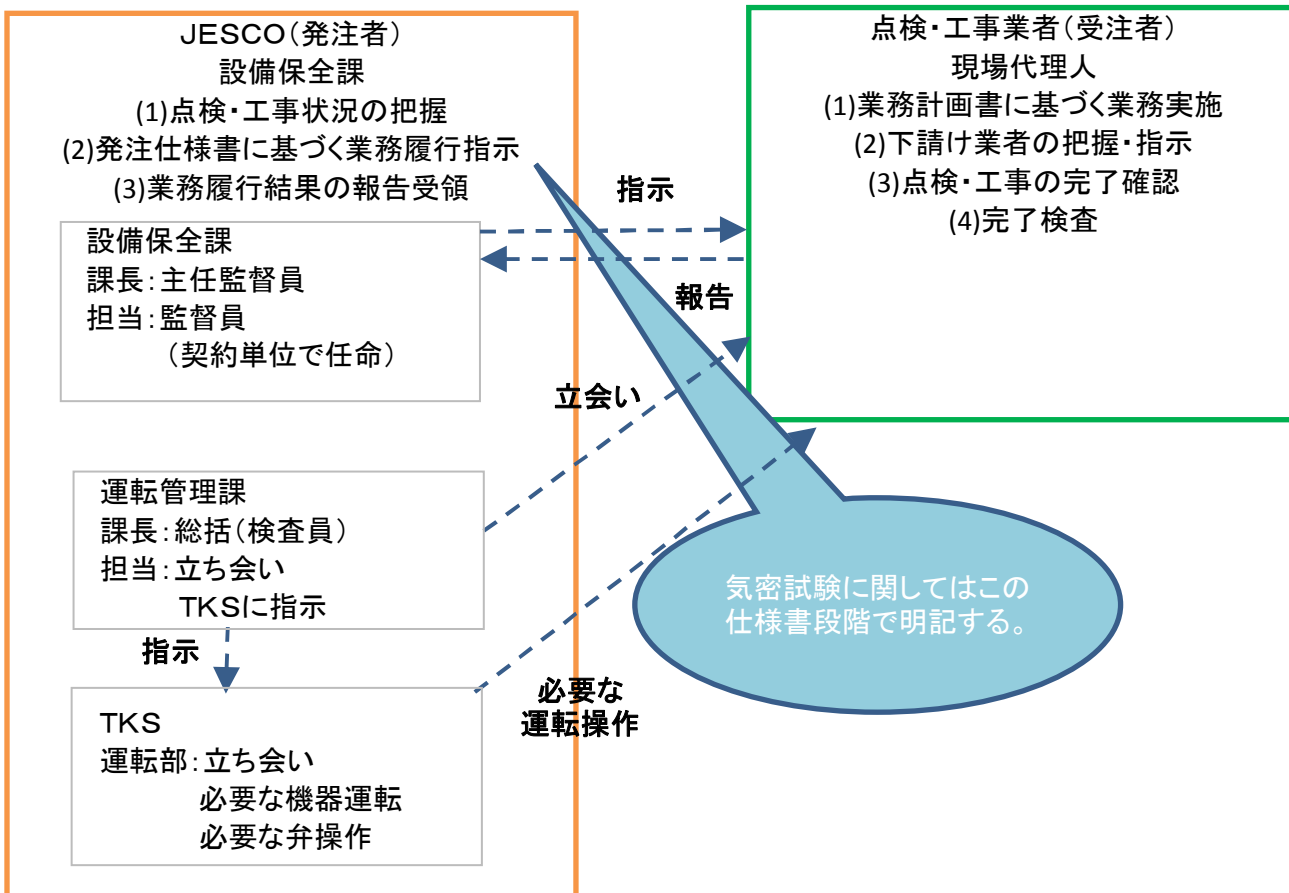 JESCO(発注者)
設備保全課
(1)点検・工事状況の把握
(2)発注仕様書に基づく業務履行指示
(3)業務履行結果の報告受領
設備保全課
課長:主任監督員
担当:監督員
(契約単位で任命)
運転管理課
課長:総括(検査員)
担当:立ち会い
TKSに指示
指示
TKS
運転部:立ち会い
必要な機器運転
必要な弁操作
指示
報告
立会い
必要な
運転操作
点検・工事業者(受注者)
現場代理人
(1)業務計画書に基づく業務実施
(2)下請け業者の把握・指示
(3)点検・工事の完了確認
(4)完了検査
気密試験に関してはこの
仕様書段階で明記する。